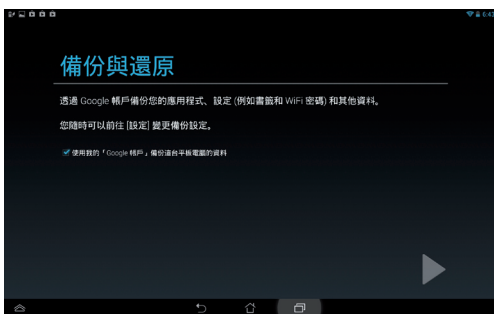 6:42
備份與還原
透過 Google 帳戶備份您的應用程式、設定 (例如書籤和 WiFi 密碼) 和其他資料。
您隨時可以前往 [設定] 變更備份設定。
使用我的「Google 帳戶」備份這台平板電腦的資料